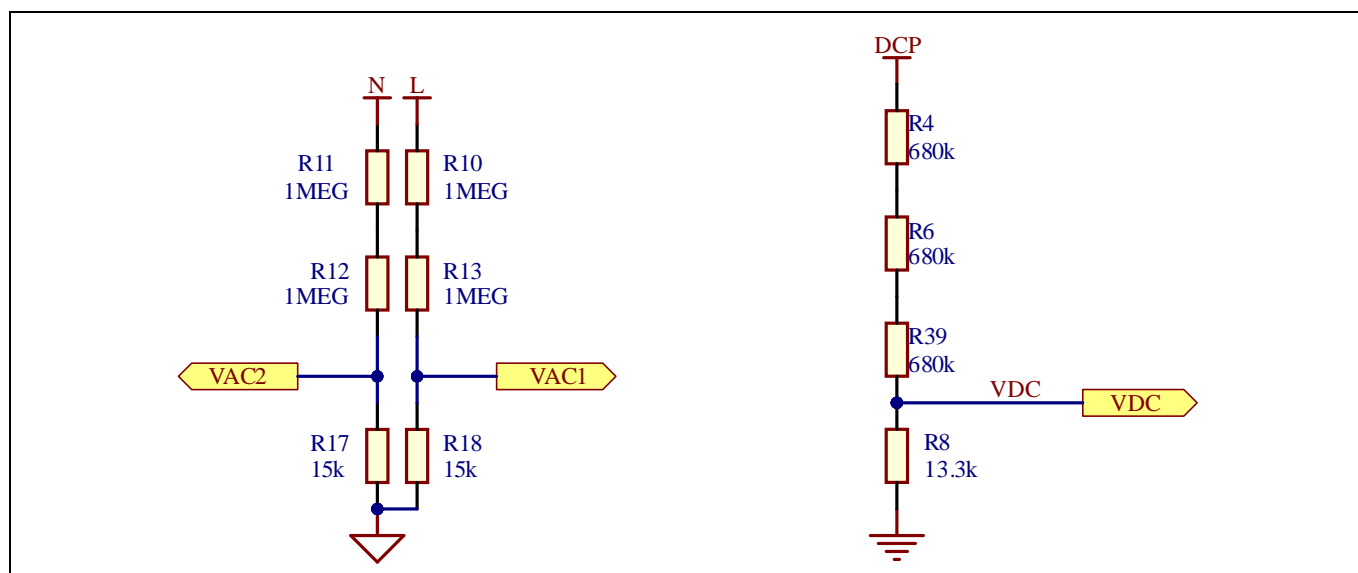 N L
R11
1MEG
R10
1MEG
R12
1MEG
R13
1MEG
VAC2
VAC1
R17
15k
R18
15k
DCP
R4
680k
R6
680k
R39
680k
VDC
VDC
R8
13.3k